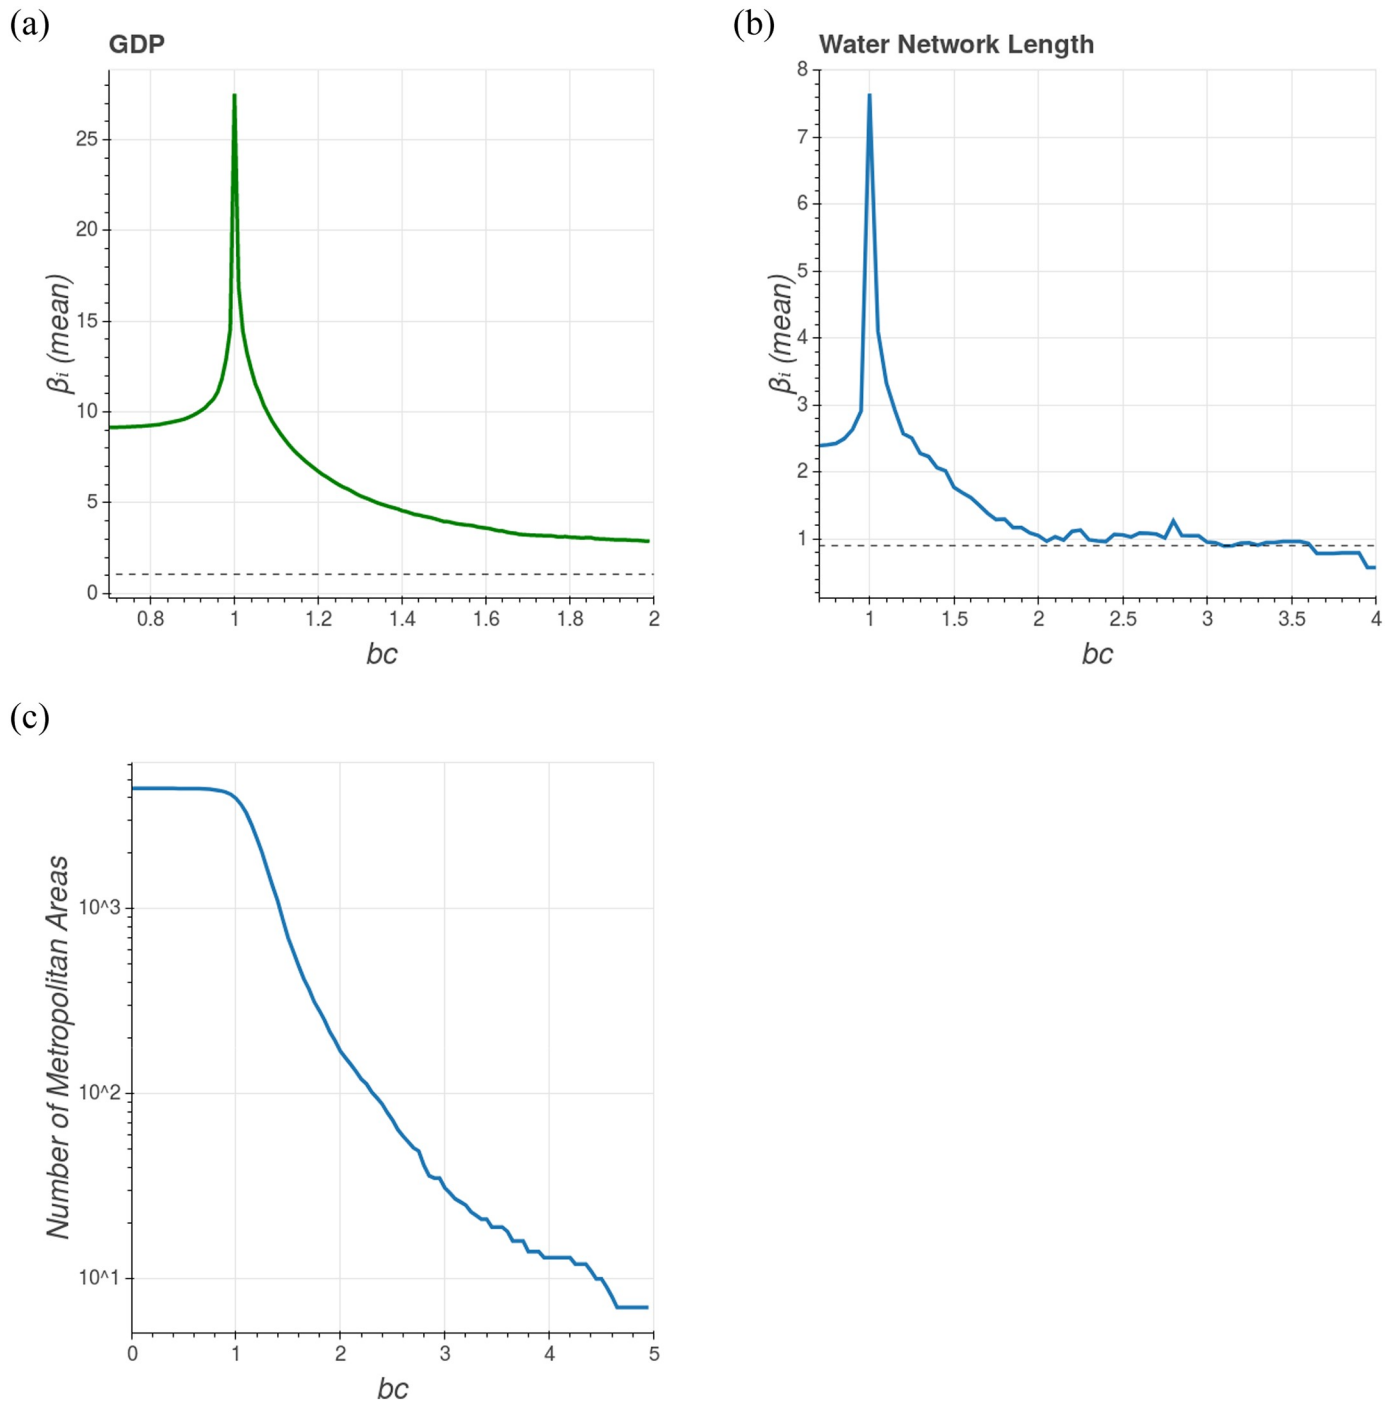 (a)
GDP
25
20
15
10
5
0
βi (mean)
0.8 1 1.2 1.4 1.6 1.8 2
bc
(b)
Water Network Length
8
7
6
5
4
3
2
1
βi (mean)
1 1.5 2 2.5 3 3.5 4
bc
(c)
10^3
10^2
10^1
Number of Metropolitan Areas
0 1 2 3 4 5
bc